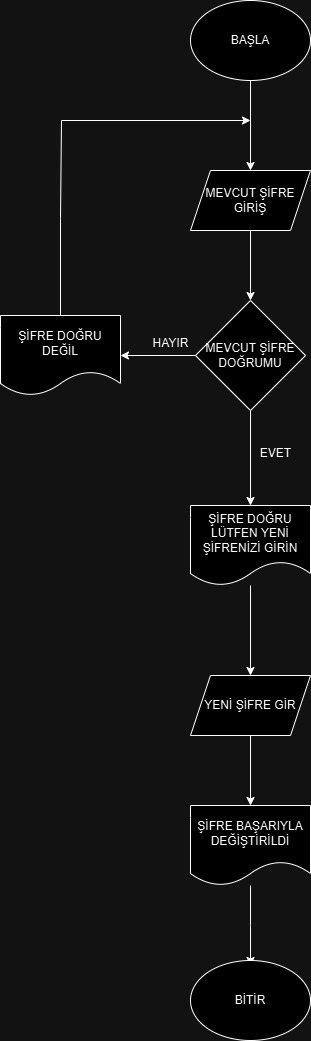 BAŞLA
MEVCUT ŞİFRE
GİRİŞ
MEVCUT ŞİFRE
DOĞRUMU
HAYIR
ŞİFRE DOĞRU
DEĞİL
EVET
ŞİFRE DOĞRU
LÜTFEN YENİ
ŞİFRENİZİ GİRİN
YENİ ŞİFRE GİR
ŞİFRE BAŞARIYLA
DEĞİŞTİRİLDİ
BİTİR